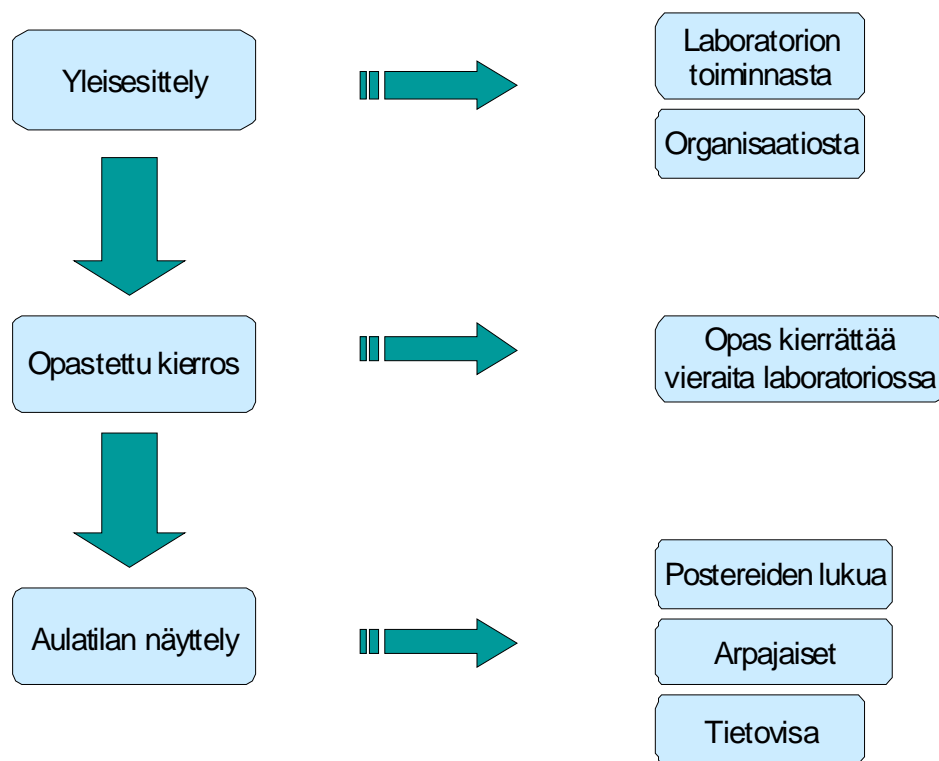 Yleisesittely
Laboratorion
toiminnasta
Organisaatiosta
Opastettu kierros
Opas kierrättää
vieraita laboratoriossa
Aulatilan näyttely
Postereiden lukua
Arpajaiset
Tietovisa